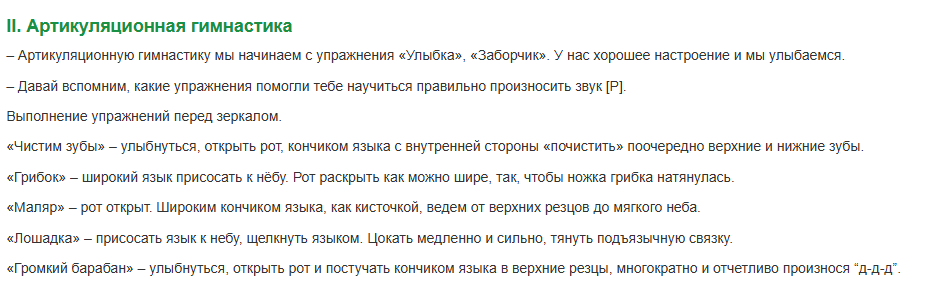 II. Артикуляционная гимнастика
– Артикуляционную гимнастику мы начинаем с упражнения «Улыбка», «Заборчик». У нас хорошее настроение и мы улыбаемся.
– Давай вспомним, какие упражнения помогли тебе научиться правильно произносить звук [Р].
Выполнение упражнений перед зеркалом.
«Чистим зубы» – улыбнуться, открыть рот, кончиком языка с внутренней стороны «почистить» поочередно верхние и нижние зубы.
«Грибок» – широкий язык присосать к нёбу. Рот раскрыть как можно шире, так, чтобы ножка грибка натянулась.
«Маляр» – рот открыт. Широким кончиком языка, как кисточкой, ведем от верхних резцов до мягкого неба.
«Лошадка» – присосать язык к небу, щелкнуть языком. Цокать медленно и сильно, тянуть подъязычную связку.
«Громкий барабан» – улыбнуться, открыть рот и постучать кончиком языка в верхние резцы, многократно и отчетливо произнося “д-д-д”.